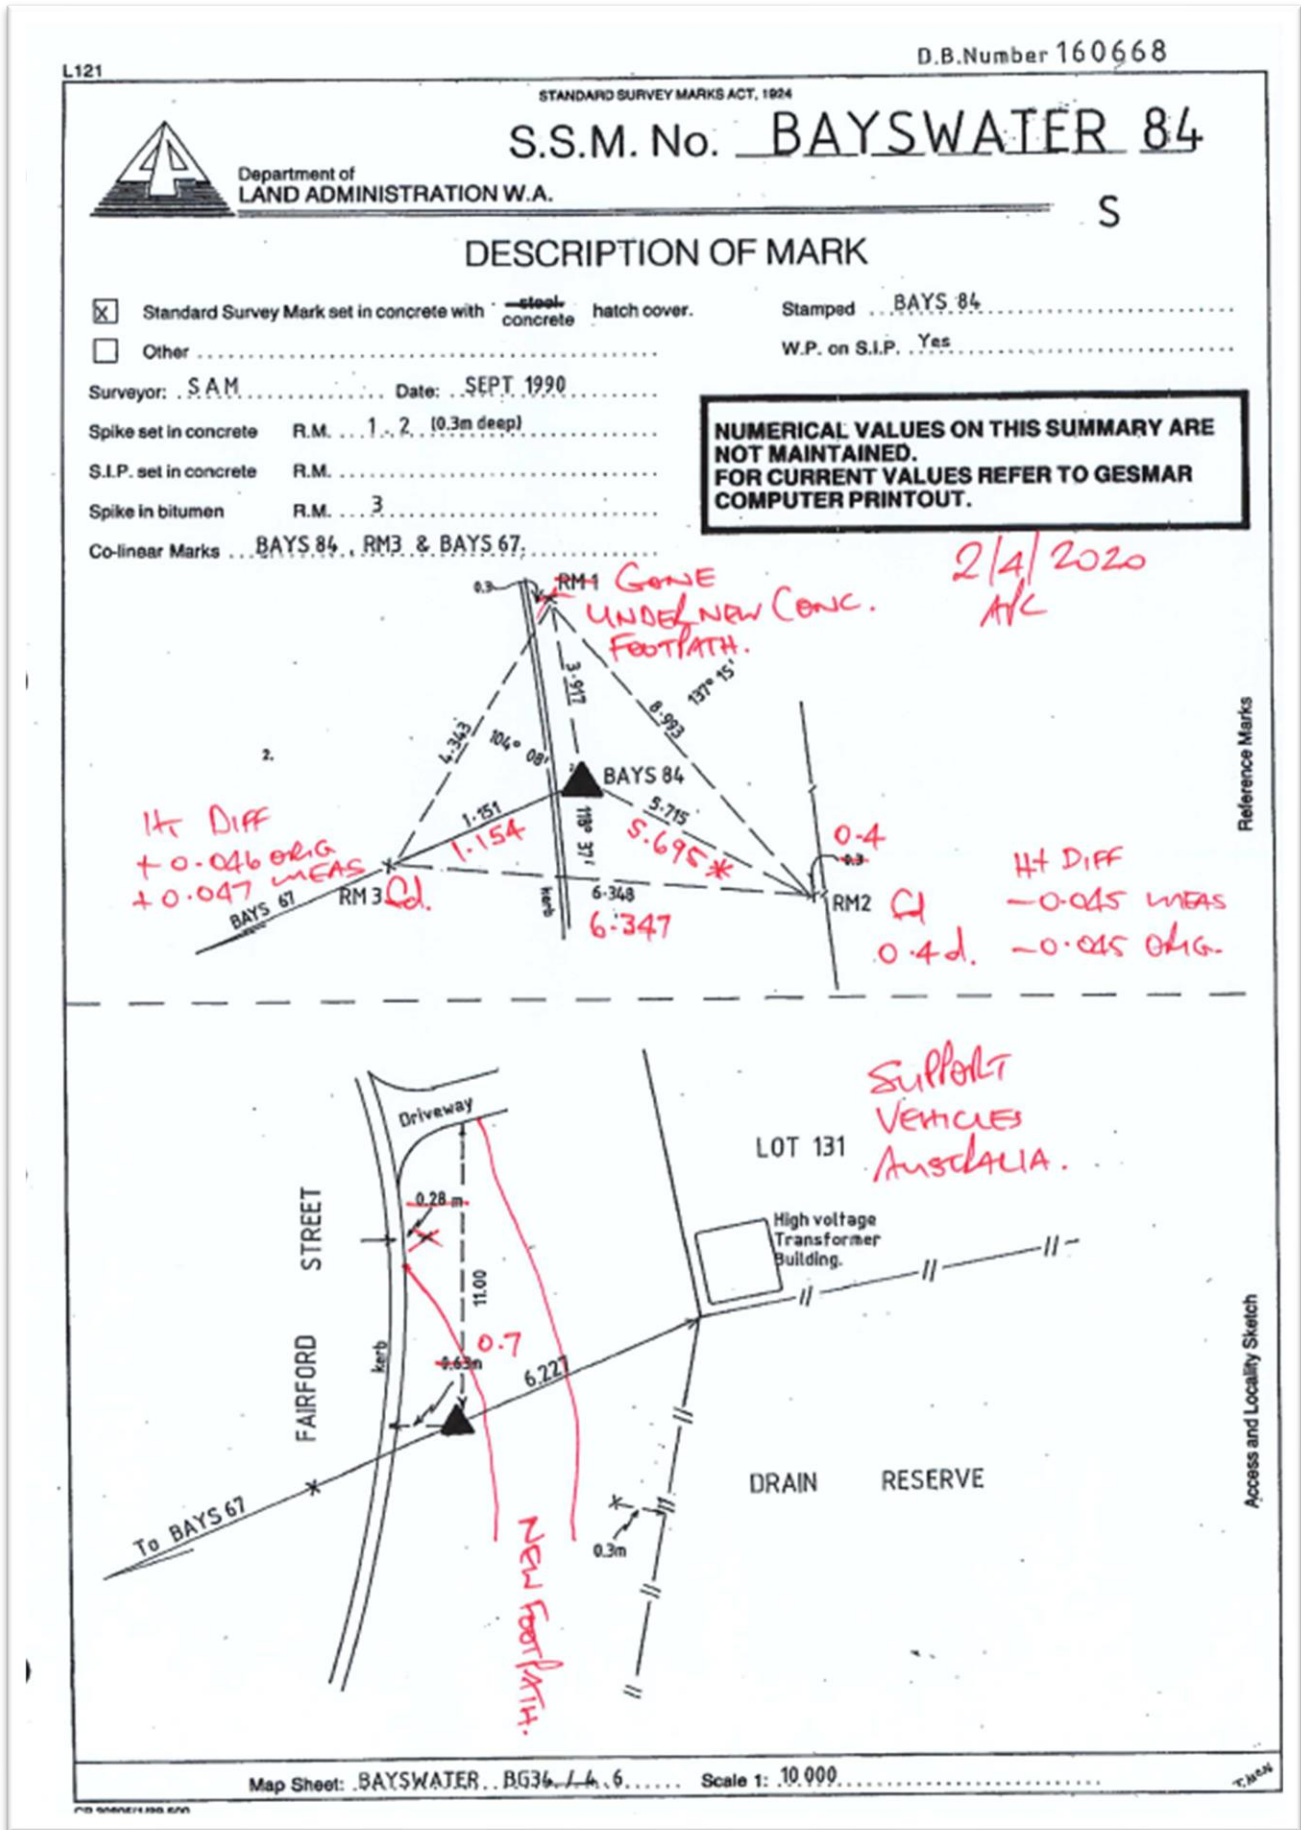 D.B.Number 160668
L121
STANDARD SURVEY MARKS ACT, 1924
S.S.M. No. BAYSWATER 84
Department of
LAND ADMINISTRATION W.A.
S
DESCRIPTION OF MARK
X Standard Survey Mark set in concrete with steel concrete hatch cover.
Stamped BAYS 84
Other
W.P. on S.I.P. Yes
Surveyor: SAM Date: SEPT 1990
Spike set in concrete R.M. 1 - 2 (0.3m deep)
S.I.P. set in concrete R.M.
Spike in bitumen R.M. 3
Co-linear Marks BAYS 84, RM3 & BAYS 67.
NUMERICAL VALUES ON THIS SUMMARY ARE
NOT MAINTAINED.
FOR CURRENT VALUES REFER TO GESMAR
COMPUTER PRINTOUT.
2/4/2020
0.3
RM 1 GONE
UNDER NEW CONC.
FOOTPATH.
3.917
137° 15'
8.993
4.343
104° 08'
2.
BAYS 84
1.151
1.154
5.715
5.695 *
118° 37'
Ht DIFF
+ 0.046 ORIG
+ 0.047 MEAS
RM 3 Cd.
BAYS 67
kerb
6.348
6.347
0.4
0.3
RM2 Cd
0.4 d.
Ht DIFF
-0.045 MEAS
-0.045 ORIG.
Reference Marks
Driveway
LOT 131
SUPPORT
VEHICLES
AUSTRALIA.
0.28 m
FAIRFORD STREET
High voltage
Transformer
Building.
11.00
kerb
0.7
0.63m
6.227
To BAYS 67
DRAIN RESERVE
0.3m
NEW FOOTPATH.
Access and Locality Sketch
Map Sheet: BAYSWATER BG34 / 4.6 Scale 1: 10 000